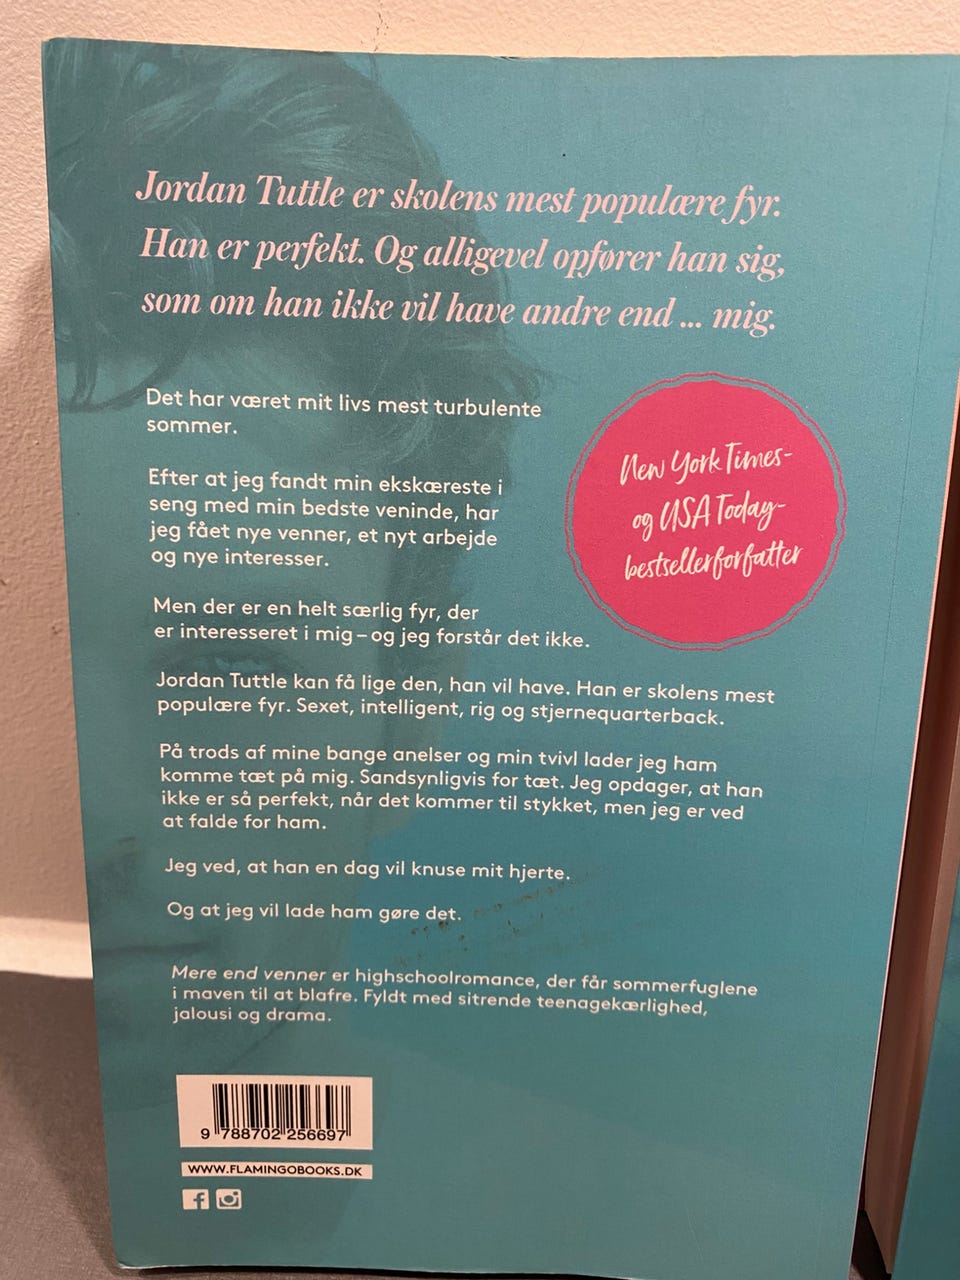 Jordan Tuttle er skolens mest populære fyr.
Han er perfekt. Og alligevel opfører han sig,
som om han ikke vil have andre end ... mig.
Det har været mit livs mest turbulente
sommer.
New York Times-
og USA Today-
bestsellerforfatter
Efter at jeg fandt min ekskæreste i
seng med min bedste veninde, har
jeg fået nye venner, et nyt arbejde
og nye interesser.
Men der er en helt særlig fyr, der
er interesseret i mig – og jeg forstår det ikke.
Jordan Tuttle kan få lige den, han vil have. Han er skolens mest
populære fyr. Sexet, intelligent, rig og stjernequarterback.
På trods af mine bange anelser og min tvivl lader jeg ham
komme tæt på mig. Sandsynligvis for tæt. Jeg opdager, at han
ikke er så perfekt, når det kommer til stykket, men jeg er ved
at falde for ham.
Jeg ved, at han en dag vil knuse mit hjerte.
Og at jeg vil lade ham gøre det.
Mere end venner er highschoolromance, der får sommerfuglene
i maven til at blafre. Fyldt med sitrende teenagekærlighed,
jalousi og drama.
9 788702 256697
WWW.FLAMINGOBOOKS.DK